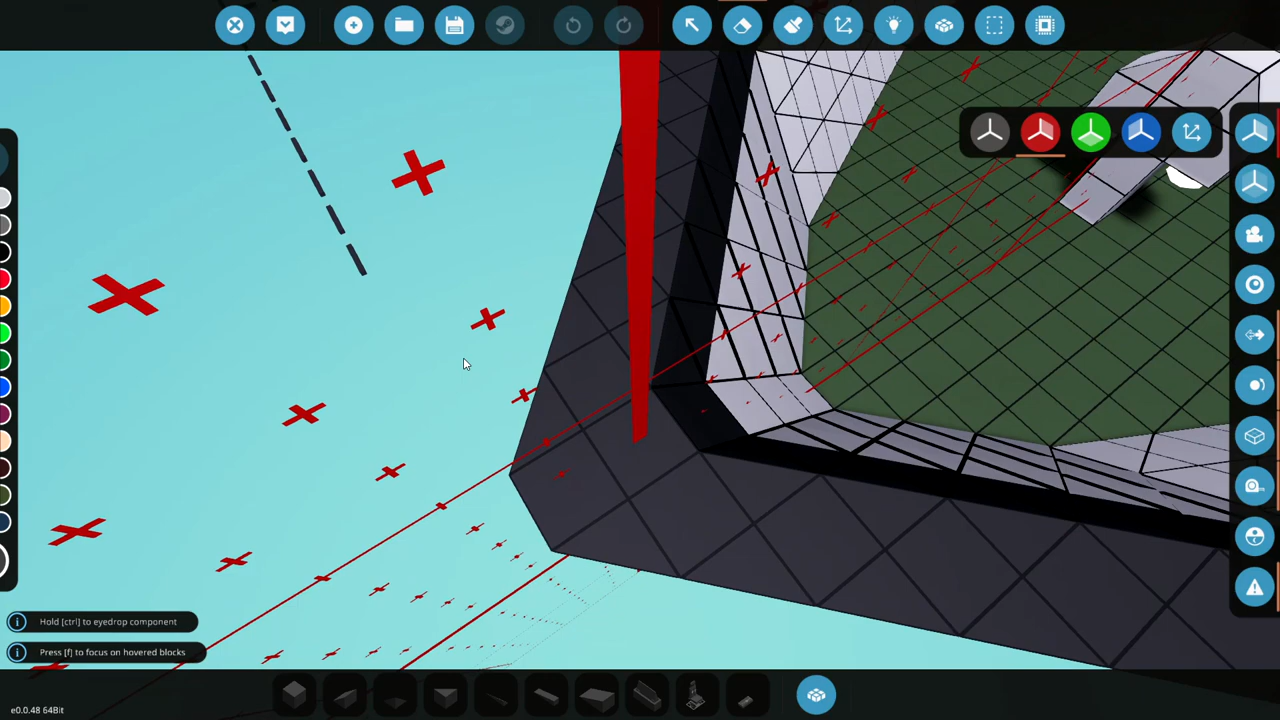 Hold [ctrl] to eyedrop component
Press [f] to focus on hovered blocks
e0.0.48 64Bit